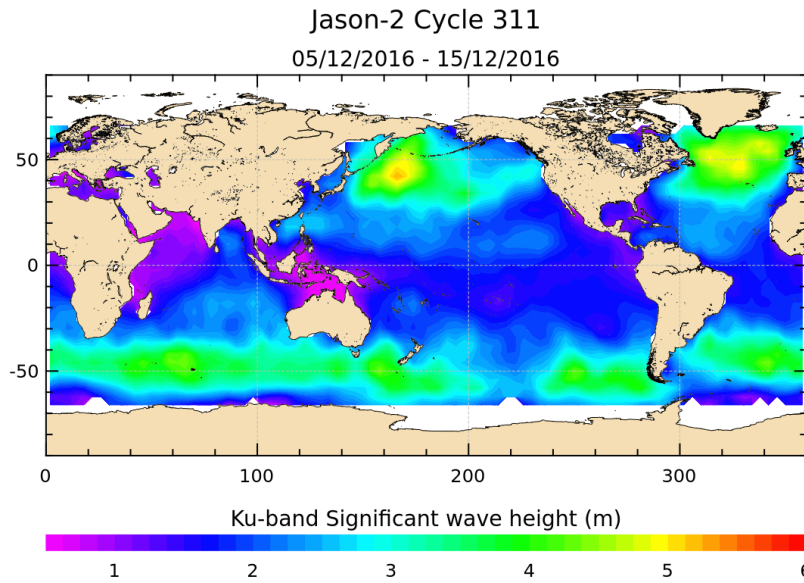 Jason-2 Cycle 311
05/12/2016 - 15/12/2016
50
0
-50
0 100 200 300
Ku-band Significant wave height (m)
1 2 3 4 5 6